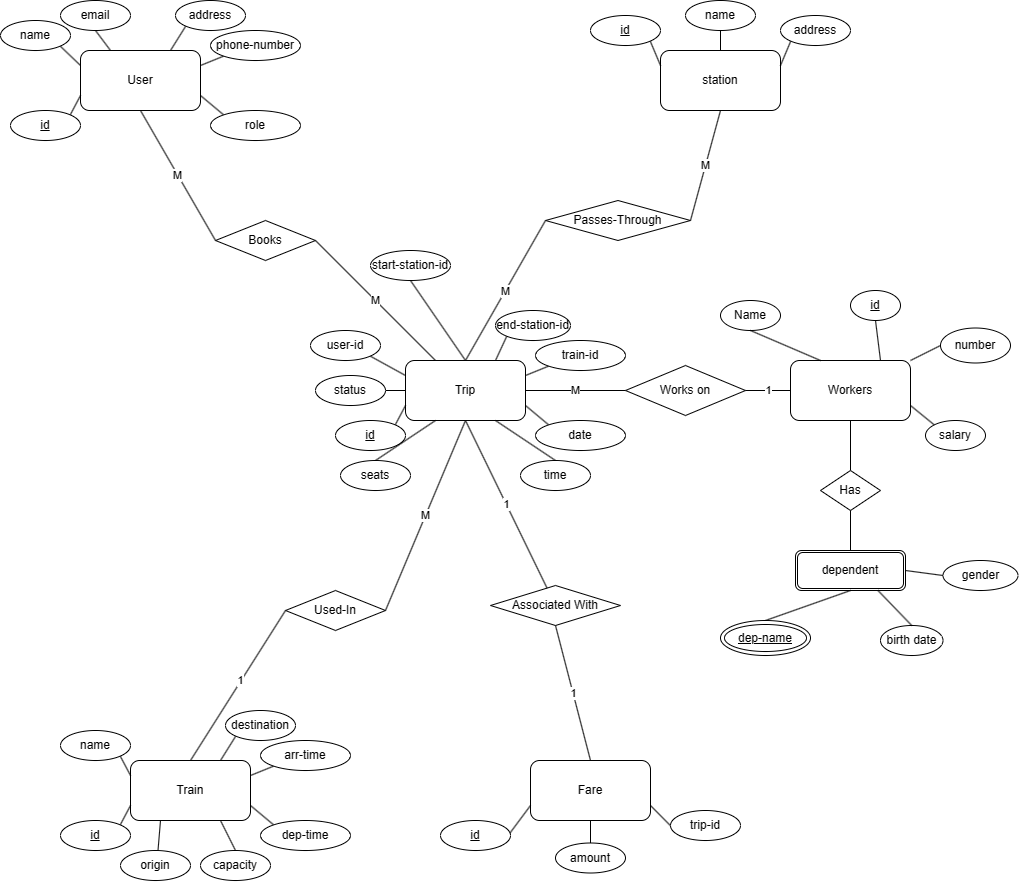 email
address
name
phone-number
User
id
role
name
id
address
station
M
M
Books
Passes-Through
start-station-id
M
M
end-station-id
user-id
train-id
status
Trip
M
Works on
1
id
date
seats
time
Name
id
number
Workers
salary
Has
dependent
gender
dep-name
birth date
M
1
Used-In
Associated With
1
1
destination
name
arr-time
Train
id
dep-time
origin
capacity
Fare
id
trip-id
amount